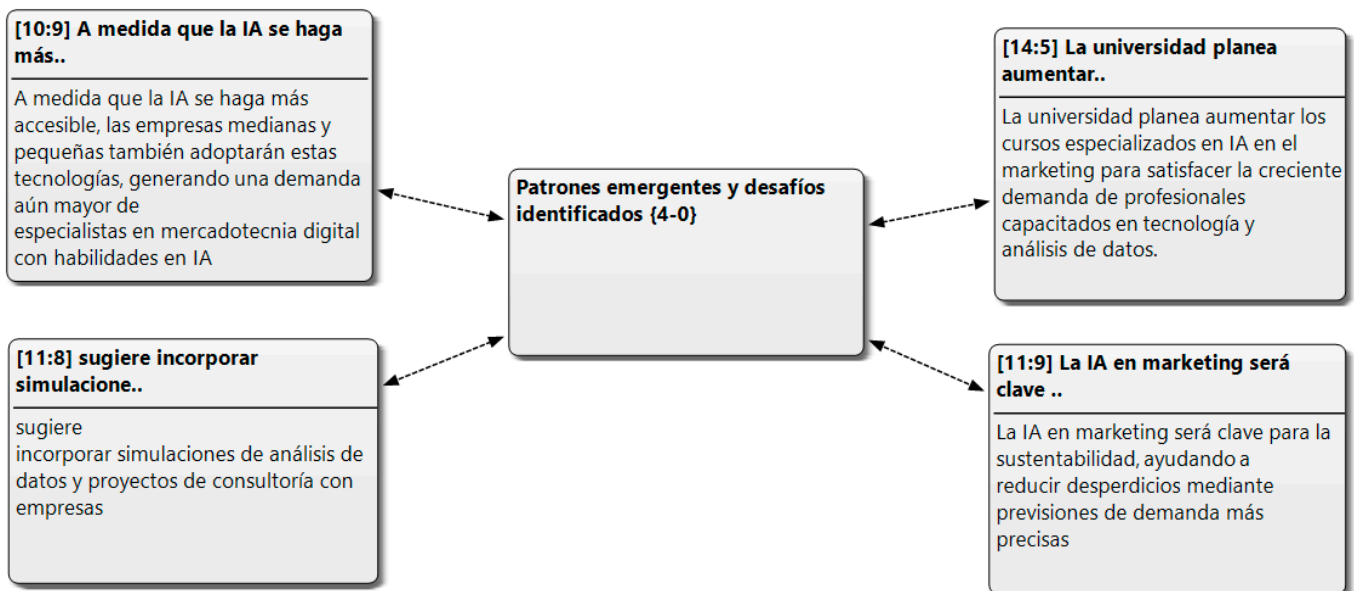 [10:9] A medida que la IA se haga
más..
A medida que la IA se haga más
accesible, las empresas medianas y
pequeñas también adoptarán estas
tecnologías, generando una demanda
aún mayor de
especialistas en mercadotecnia digital
con habilidades en IA
[14:5] La universidad planea
aumentar..
La universidad planea aumentar los
cursos especializados en IA en el
marketing para satisfacer la creciente
demanda de profesionales
capacitados en tecnología y
análisis de datos.
Patrones emergentes y desafíos
identificados {4-0}
[11:8] sugiere incorporar
simulacione..
sugiere
incorporar simulaciones de análisis de
datos y proyectos de consultoría con
empresas
[11:9] La IA en marketing será
clave ..
La IA en marketing será clave para la
sustentabilidad, ayudando a
reducir desperdicios mediante
previsiones de demanda más
precisas